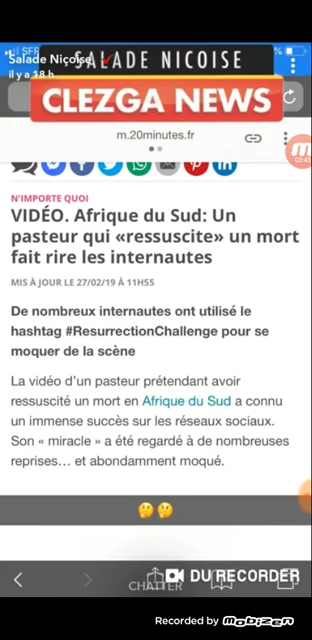 SALADE NICOISE
Salade Niçoise
il y a 18 h
CLEZGA NEWS
m.20minutes.fr
03:43
N'IMPORTE QUOI
VIDÉO. Afrique du Sud: Un
pasteur qui «ressuscite» un mort
fait rire les internautes
MIS À JOUR LE 27/02/19 À 11H55
De nombreux internautes ont utilisé le
hashtag #ResurrectionChallenge pour se
moquer de la scène
La vidéo d'un pasteur prétendant avoir
ressuscité un mort en Afrique du Sud a connu
un immense succès sur les réseaux sociaux.
Son « miracle » a été regardé à de nombreuses
reprises… et abondamment moqué.
🤔🤔
CHATTER
DU RECORDER
Recorded by mobizen